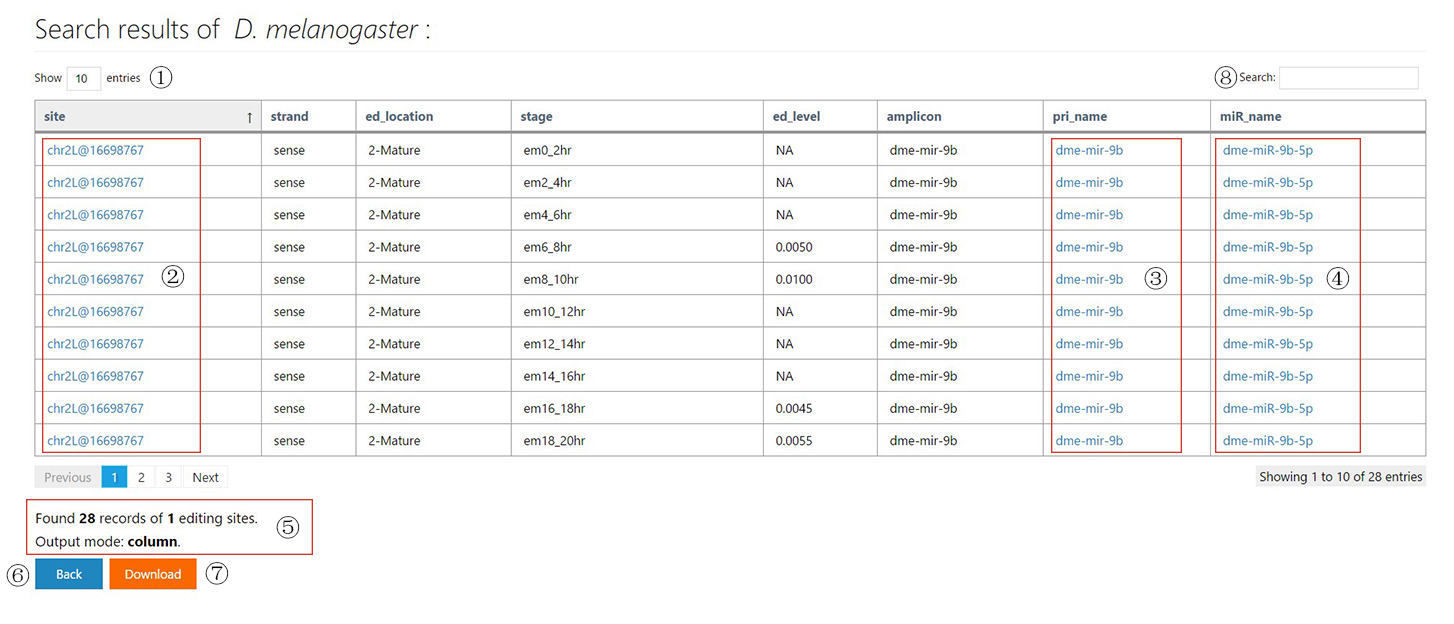 Search results of D. melanogaster :
Show 10 entries ① ⑧ Search:
site ↑ strand ed_location stage ed_level amplicon pri_name miR_name
chr2L@16698767 sense 2-Mature em0_2hr NA dme-mir-9b dme-mir-9b dme-miR-9b-5p
chr2L@16698767 sense 2-Mature em2_4hr NA dme-mir-9b dme-mir-9b dme-miR-9b-5p
chr2L@16698767 sense 2-Mature em4_6hr NA dme-mir-9b dme-mir-9b dme-miR-9b-5p
chr2L@16698767 sense 2-Mature em6_8hr 0.0050 dme-mir-9b dme-mir-9b dme-miR-9b-5p
chr2L@16698767 ② sense 2-Mature em8_10hr 0.0100 dme-mir-9b dme-mir-9b ③ dme-miR-9b-5p ④
chr2L@16698767 sense 2-Mature em10_12hr NA dme-mir-9b dme-mir-9b dme-miR-9b-5p
chr2L@16698767 sense 2-Mature em12_14hr NA dme-mir-9b dme-mir-9b dme-miR-9b-5p
chr2L@16698767 sense 2-Mature em14_16hr NA dme-mir-9b dme-mir-9b dme-miR-9b-5p
chr2L@16698767 sense 2-Mature em16_18hr 0.0045 dme-mir-9b dme-mir-9b dme-miR-9b-5p
chr2L@16698767 sense 2-Mature em18_20hr 0.0055 dme-mir-9b dme-mir-9b dme-miR-9b-5p
Previous 1 2 3 Next Showing 1 to 10 of 28 entries
Found 28 records of 1 editing sites. ⑤
Output mode: column.
⑥ Back Download ⑦